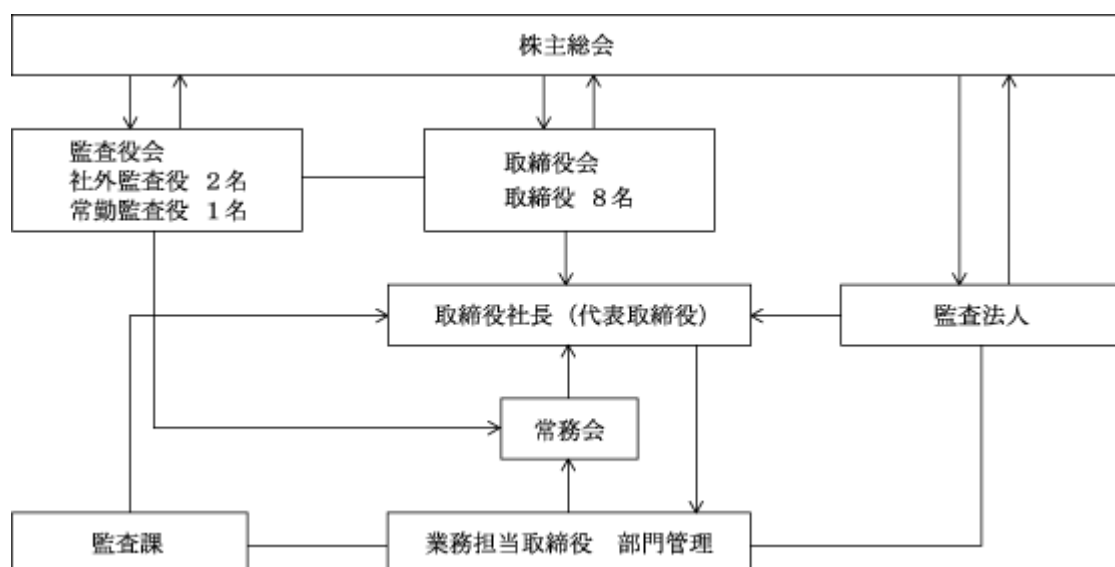 株主総会
監査役会
社外監査役 2名
常勤監査役 1名
取締役会
取締役 8名
取締役社長（代表取締役）
監査法人
常務会
監査課
業務担当取締役 部門管理